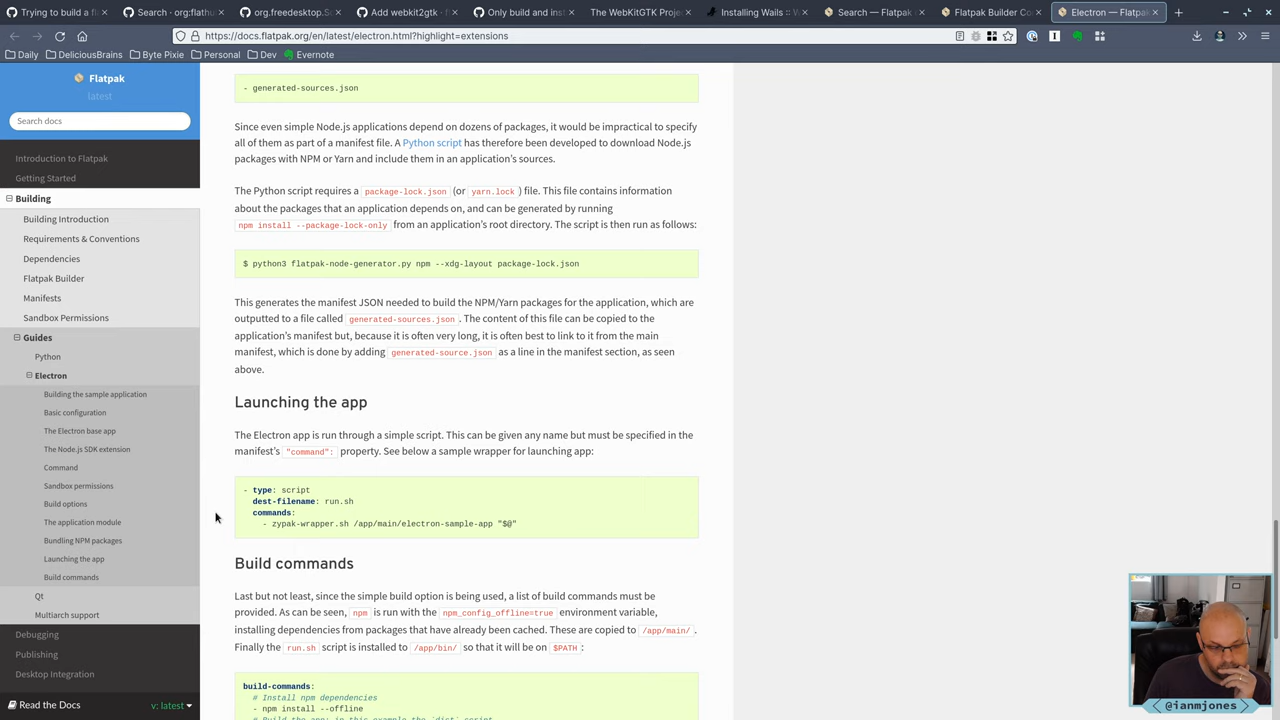 Flatpak · org:flathu
Search · org:flathu
orgendreso.S
Add webkit2gtk ·
Only build and inst
The WebKitGTK Proje
Installing Wails :: W
Search — Flatpak
Flatpak Builder Co
Electron — Flatpa
https://docs.flatpak.org/en/latest/electron.html?highlight=extensions
Daily
DeliciousBrains
Byte Pixie
Personal
Dev
Evernote
Flatpak
latest
Search docs
Introduction to Flatpak
Getting Started
Building
Building Introduction
Requirements & Conventions
Dependencies
Flatpak Builder
Manifests
Sandbox Permissions
Guides
Python
Electron
Building the sample application
Basic configuration
The Electron base app
The Node.js SDK extension
Command
Sandbox permissions
Build options
The application module
Bundling NPM packages
Launching the app
Build commands
Qt
Multiarch support
Debugging
Publishing
Desktop Integration
Read the Docs
v: latest
- generated-sources.json
Since even simple Node.js applications depend on dozens of packages, it would be impractical to specify
all of them as part of a manifest file. A Python script has therefore been developed to download Node.js
packages with NPM or Yarn and include them in an application's sources.
The Python script requires a package-lock.json (or yarn.lock ) file. This file contains information
about the packages that an application depends on, and can be generated by running
npm install --package-lock-only from an application's root directory. The script is then run as follows:
$ python3 flatpak-node-generator.py npm --xdg-layout package-lock.json
This generates the manifest JSON needed to build the NPM/Yarn packages for the application, which are
outputted to a file called generated-sources.json . The content of this file can be copied to the
application's manifest but, because it is often very long, it is often best to link to it from the main
manifest, which is done by adding generated-source.json as a line in the manifest section, as seen
above.
Launching the app
The Electron app is run through a simple script. This can be given any name but must be specified in the
manifest's "command": property. See below a sample wrapper for launching app:
- type: script
dest-filename: run.sh
commands:
- zypak-wrapper.sh /app/main/electron-sample-app "$@"
Build commands
Last but not least, since the simple build option is being used, a list of build commands must be
provided. As can be seen, npm is run with the npm_config_offline=true environment variable,
installing dependencies from packages that have already been cached. These are copied to /app/main/ .
Finally the run.sh script is installed to /app/bin/ so that it will be on $PATH :
build-commands:
# Install npm dependencies
- npm install --offline
# Build the app; in this example the `dist` script
@ianmjones